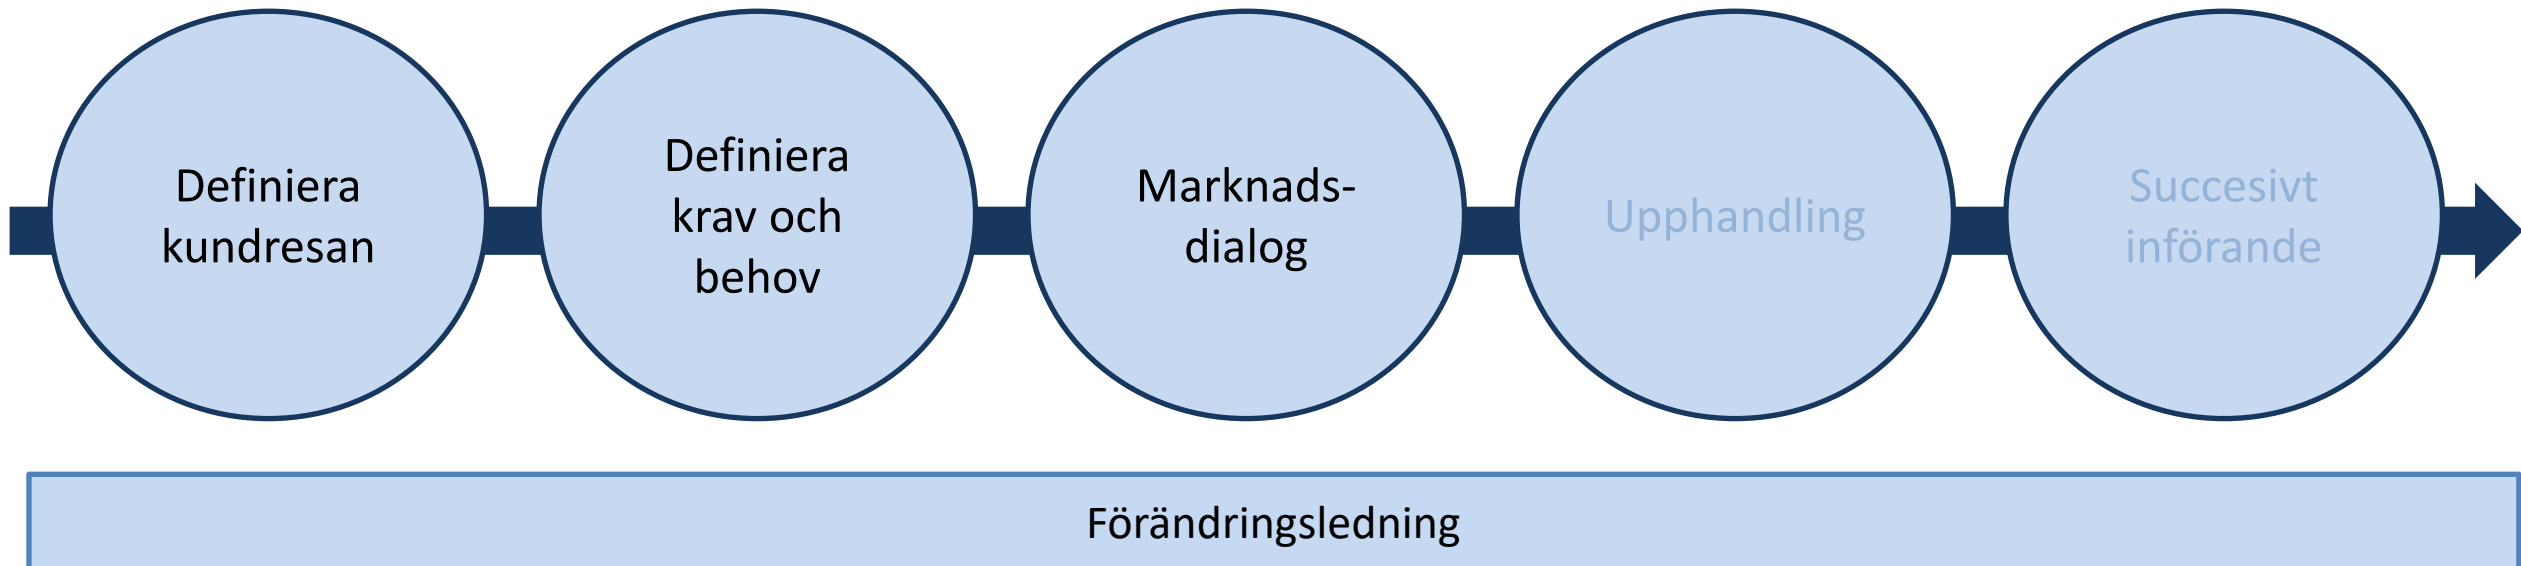 Definiera
kundresan
Definiera
krav och
behov
Marknads-
dialog
Upphandling
Succesivt
införande
Förändringsledning